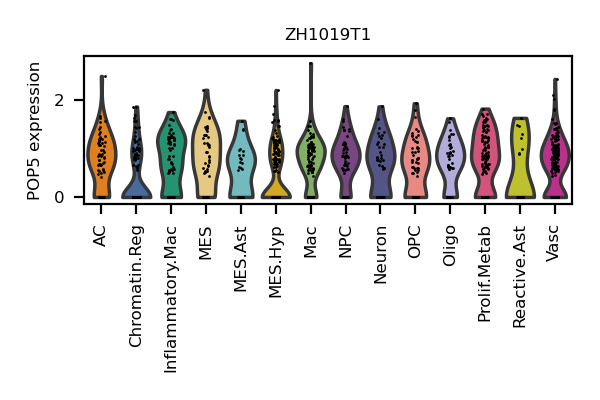 ZH1019T1
POP5 expression
2
0
AC
Chromatin.Reg
Inflammatory.Mac
MES
MES.Ast
MES.Hyp
Mac
NPC
Neuron
OPC
Oligo
Prolif.Metab
Reactive.Ast
Vasc